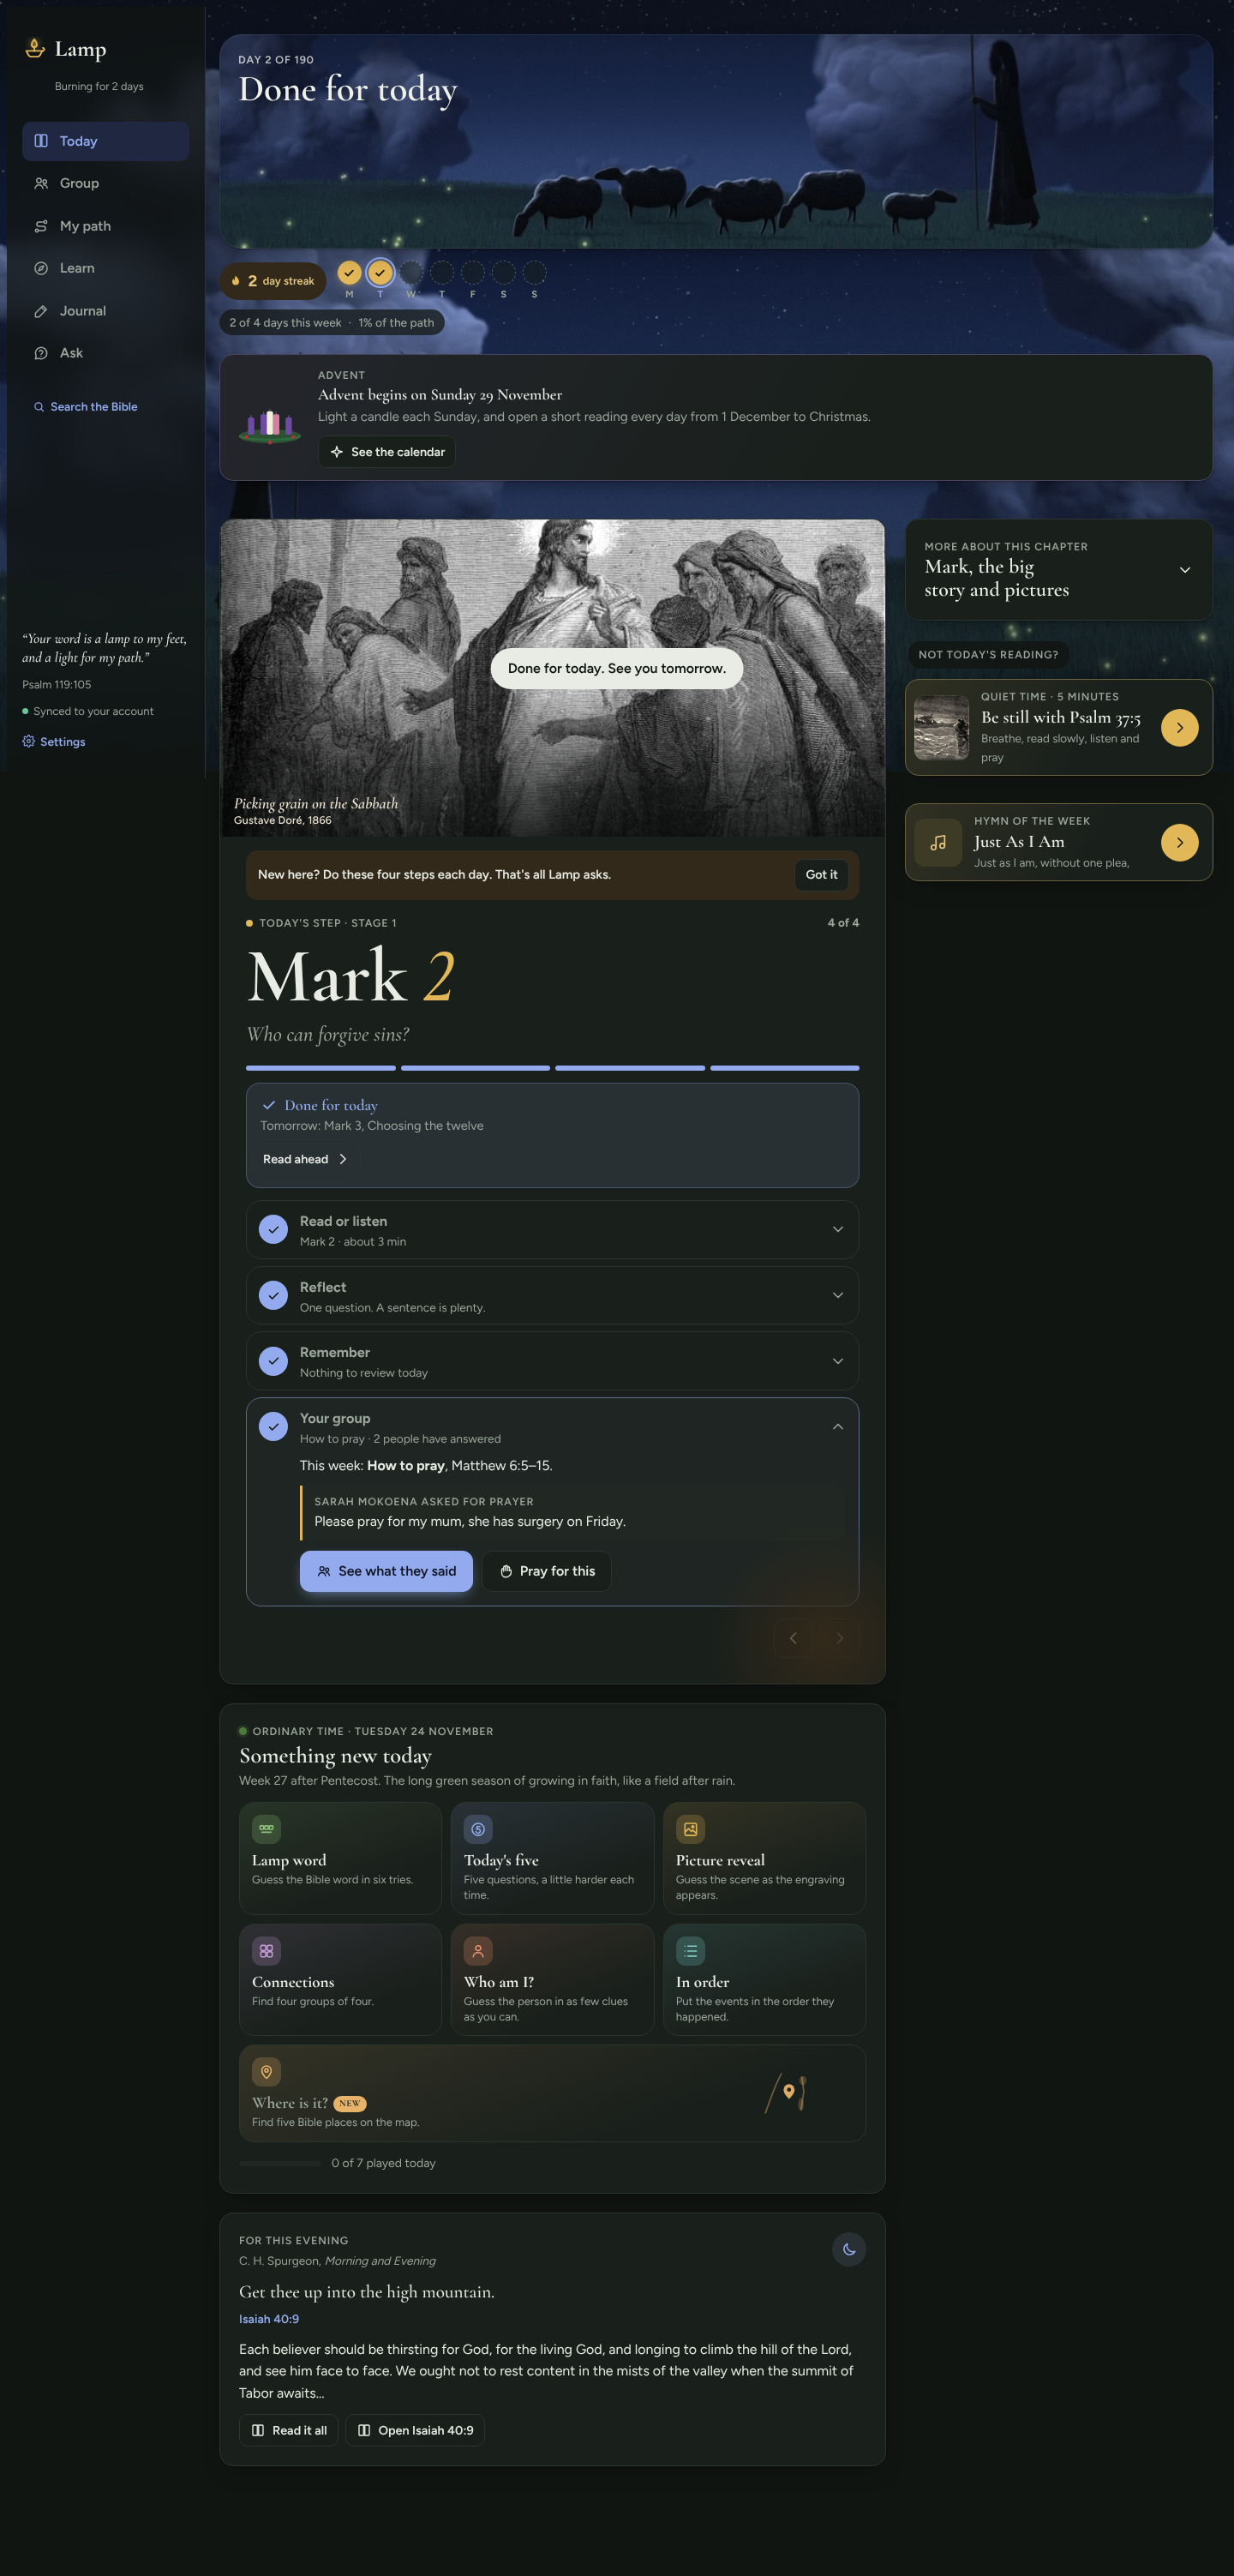 Lamp
Burning for 2 days
Today
Group
My path
Learn
Journal
Ask
Search the Bible
“Your word is a lamp to my feet,
and a light for my path.”
Psalm 119:105
Synced to your account
Settings
DAY 2 OF 190
Done for today
2 day streak
M T W T F S S
2 of 4 days this week · 1% of the path
ADVENT
Advent begins on Sunday 29 November
Light a candle each Sunday, and open a short reading every day from 1 December to Christmas.
See the calendar
Done for today. See you tomorrow.
Picking grain on the Sabbath
Gustave Doré, 1866
New here? Do these four steps each day. That's all Lamp asks.
Got it
TODAY'S STEP · STAGE 1
4 of 4
Mark 2
Who can forgive sins?
Done for today
Tomorrow: Mark 3, Choosing the twelve
Read ahead
Read or listen
Mark 2 · about 3 min
Reflect
One question. A sentence is plenty.
Remember
Nothing to review today
Your group
How to pray · 2 people have answered
This week: How to pray, Matthew 6:5–15.
SARAH MOKOENA ASKED FOR PRAYER
Please pray for my mum, she has surgery on Friday.
See what they said
Pray for this
MORE ABOUT THIS CHAPTER
Mark, the big
story and pictures
NOT TODAY'S READING?
QUIET TIME · 5 MINUTES
Be still with Psalm 37:5
Breathe, read slowly, listen and
pray
HYMN OF THE WEEK
Just As I Am
Just as I am, without one plea,
ORDINARY TIME · TUESDAY 24 NOVEMBER
Something new today
Week 27 after Pentecost. The long green season of growing in faith, like a field after rain.
Lamp word
Guess the Bible word in six tries.
5
Today's five
Five questions, a little harder each
time.
Picture reveal
Guess the scene as the engraving
appears.
Connections
Find four groups of four.
Who am I?
Guess the person in as few clues
as you can.
In order
Put the events in the order they
happened.
Where is it? NEW
Find five Bible places on the map.
0 of 7 played today
FOR THIS EVENING
C. H. Spurgeon, Morning and Evening
Get thee up into the high mountain.
Isaiah 40:9
Each believer should be thirsting for God, for the living God, and longing to climb the hill of the Lord,
and see him face to face. We ought not to rest content in the mists of the valley when the summit of
Tabor awaits…
Read it all
Open Isaiah 40:9